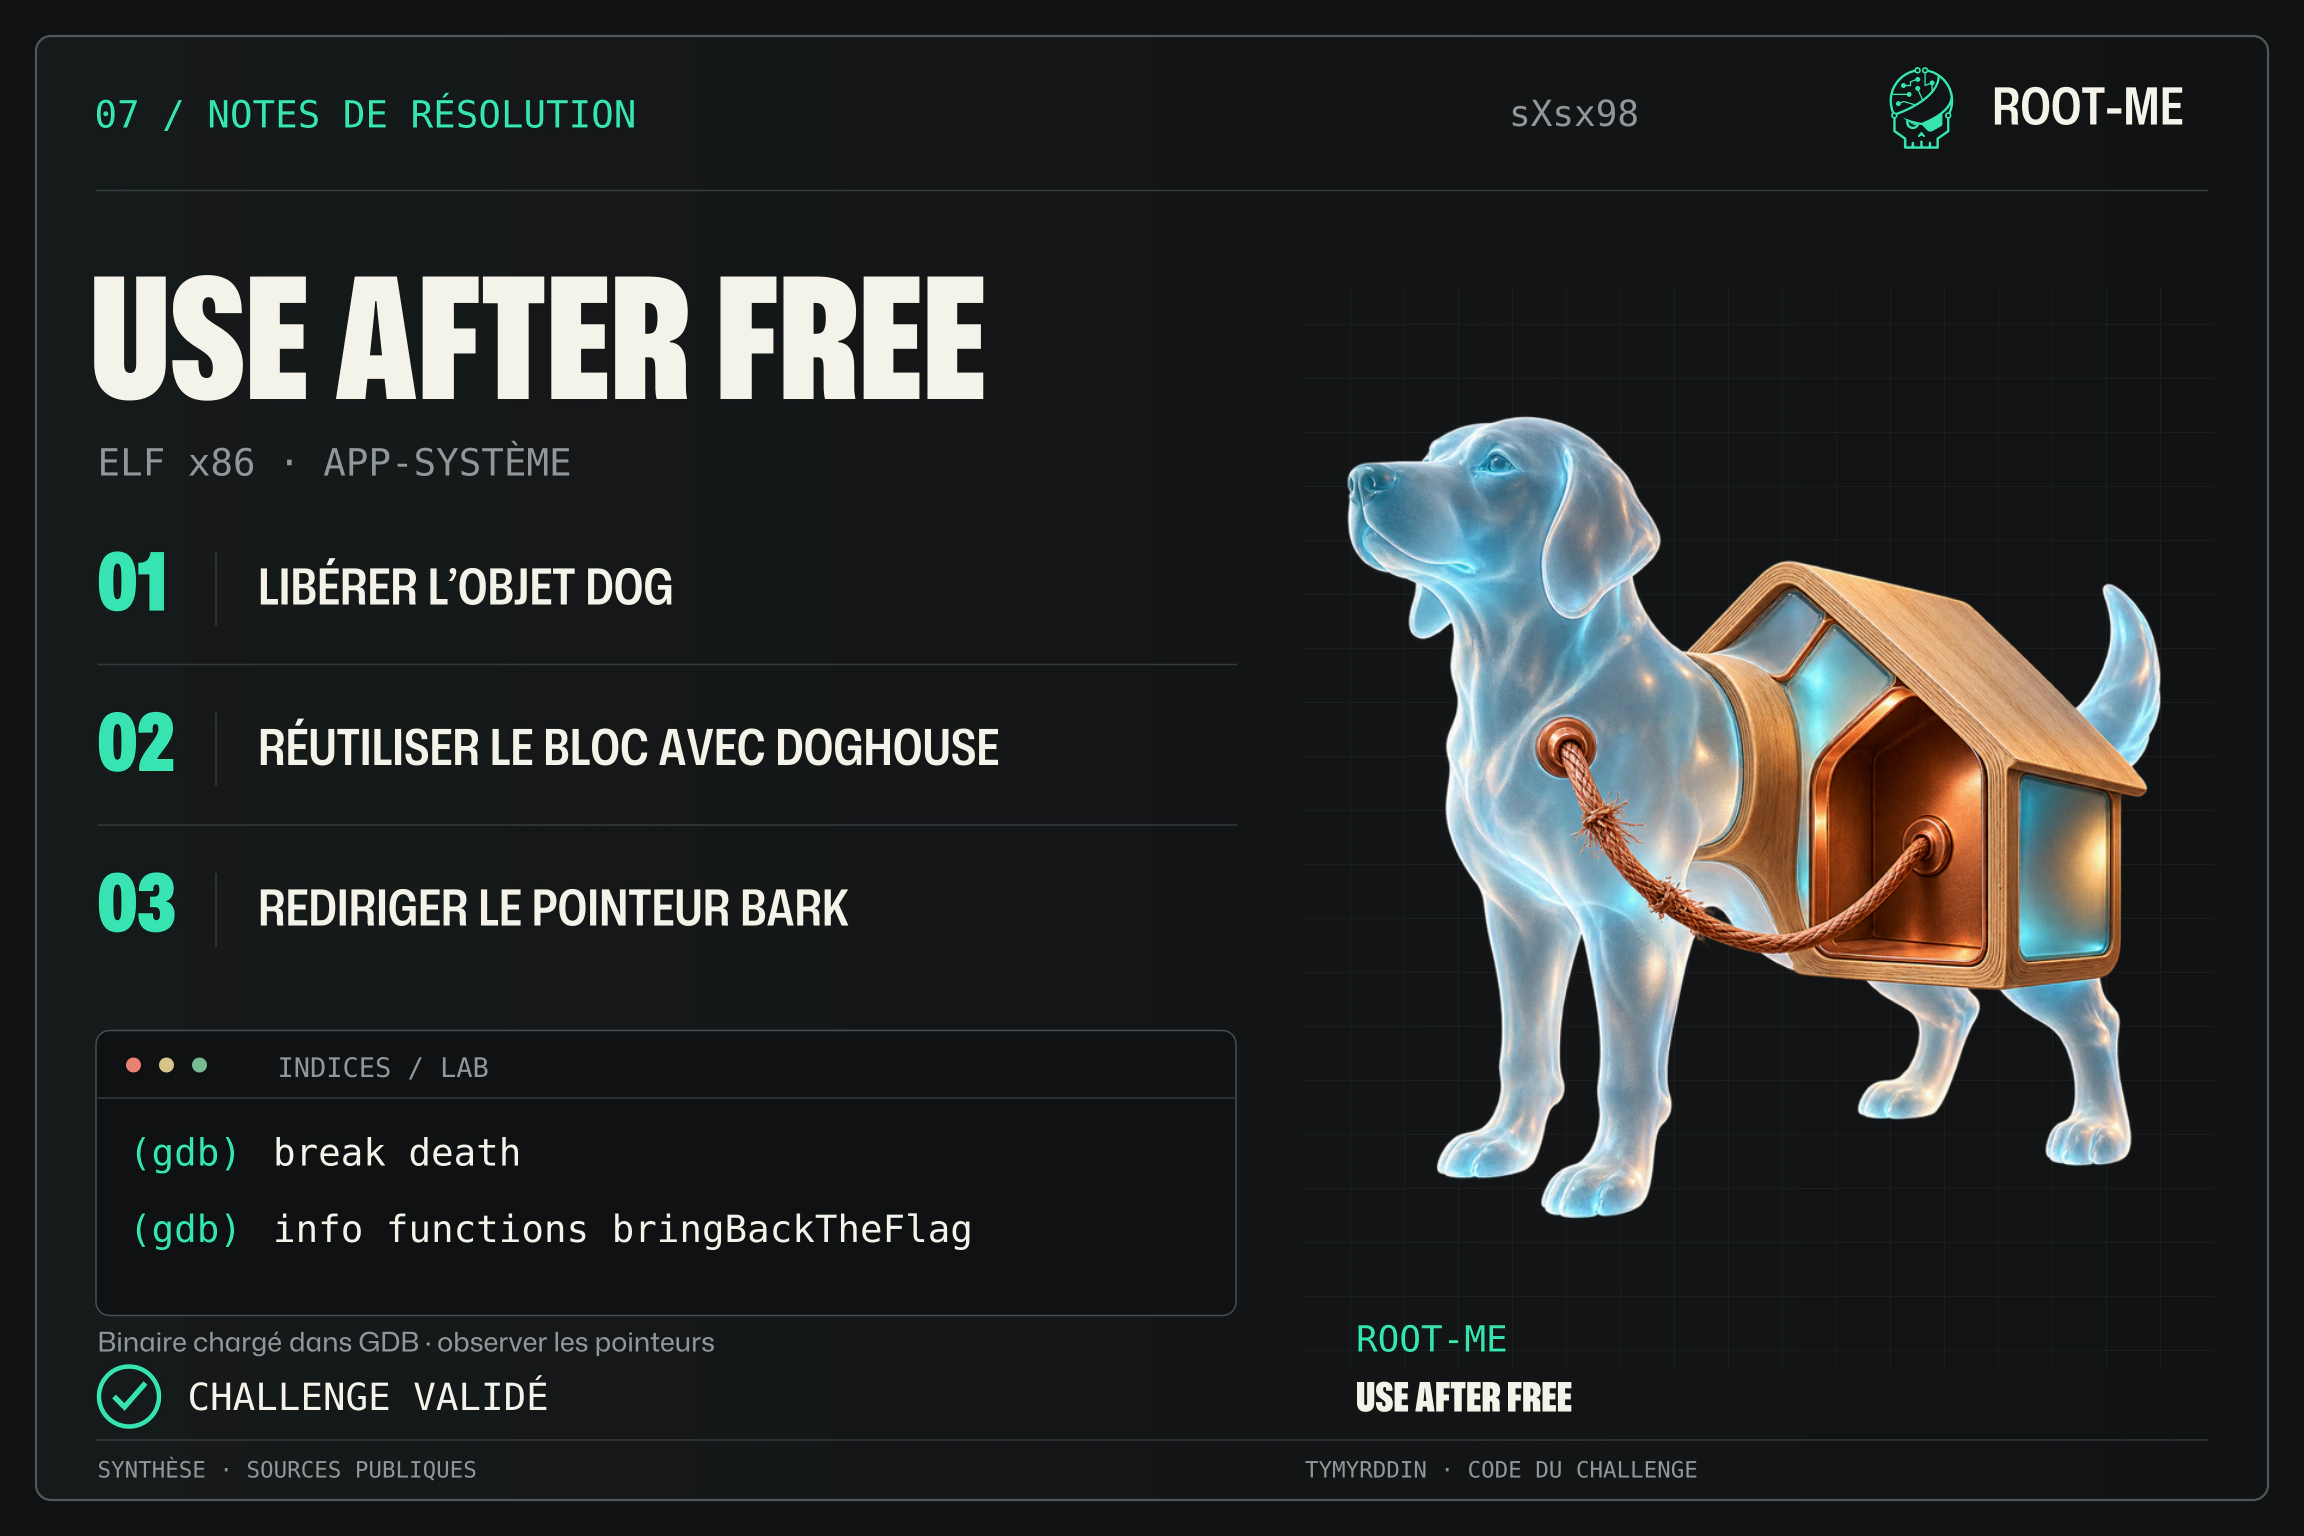 07 / NOTES DE RÉSOLUTION
sXsx98
ROOT-ME
USE AFTER FREE
ELF x86 · APP-SYSTÈME
01 LIBÉRER L’OBJET DOG
02 RÉUTILISER LE BLOC AVEC DOGHOUSE
03 REDIRIGER LE POINTEUR BARK
INDICES / LAB
(gdb) break death
(gdb) info functions bringBackTheFlag
Binaire chargé dans GDB · observer les pointeurs
CHALLENGE VALIDÉ
ROOT-ME
USE AFTER FREE
SYNTHÈSE · SOURCES PUBLIQUES
TYMYRDDIN · CODE DU CHALLENGE